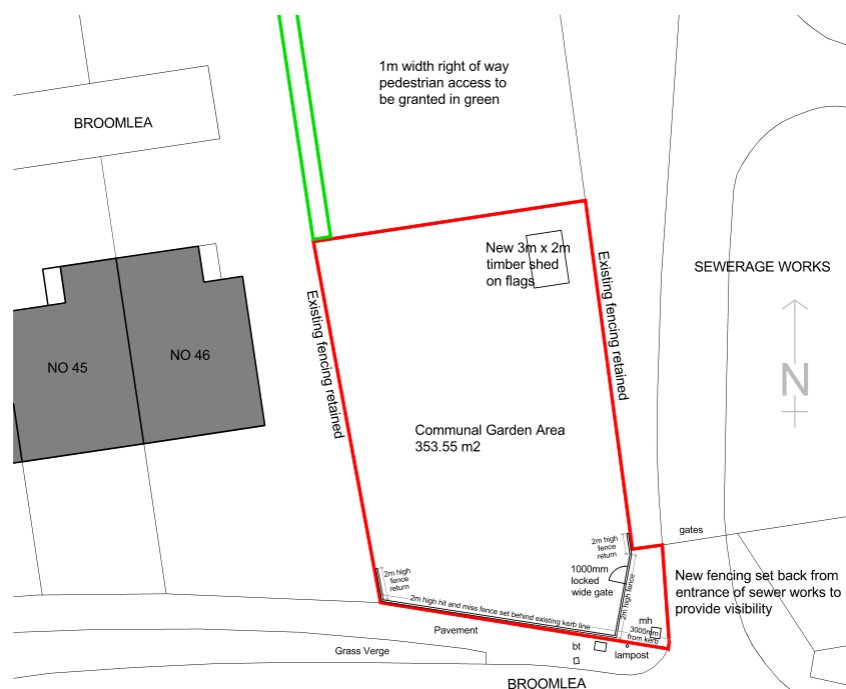 1m width right of way
pedestrian access to
be granted in green
BROOMLEA
New 3m x 2m
timber shed
on flags
SEWERAGE WORKS
Existing fencing retained
Existing fencing retained
NO 45
NO 46
N
Communal Garden Area
353.55 m2
gates
2m high
fence
return
2m high
fence
return
1000mm
locked
wide gate
2m high fence
New fencing set back from
entrance of sewer works to
provide visibility
2m high hit and miss fence set behind existing kerb line
mh
3000mm
from kerb
Pavement
Grass Verge
bt
lampost
BROOMLEA